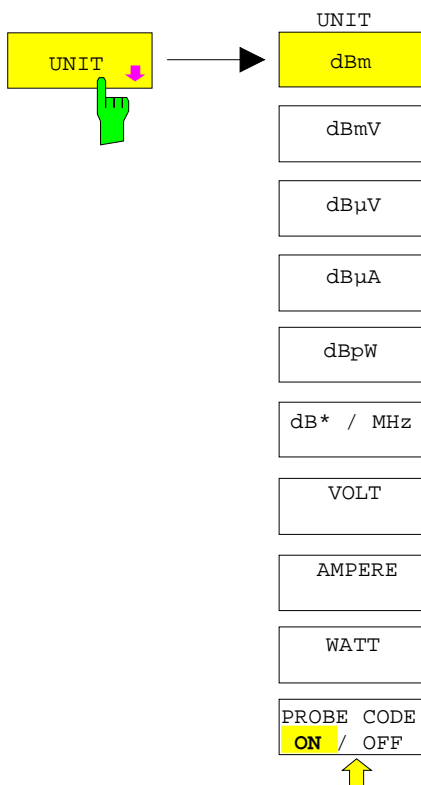 UNIT
UNIT
dBm
dBmV
dBµV
dBµA
dBpW
dB* / MHz
VOLT
AMPERE
WATT
PROBE CODE
ON / OFF